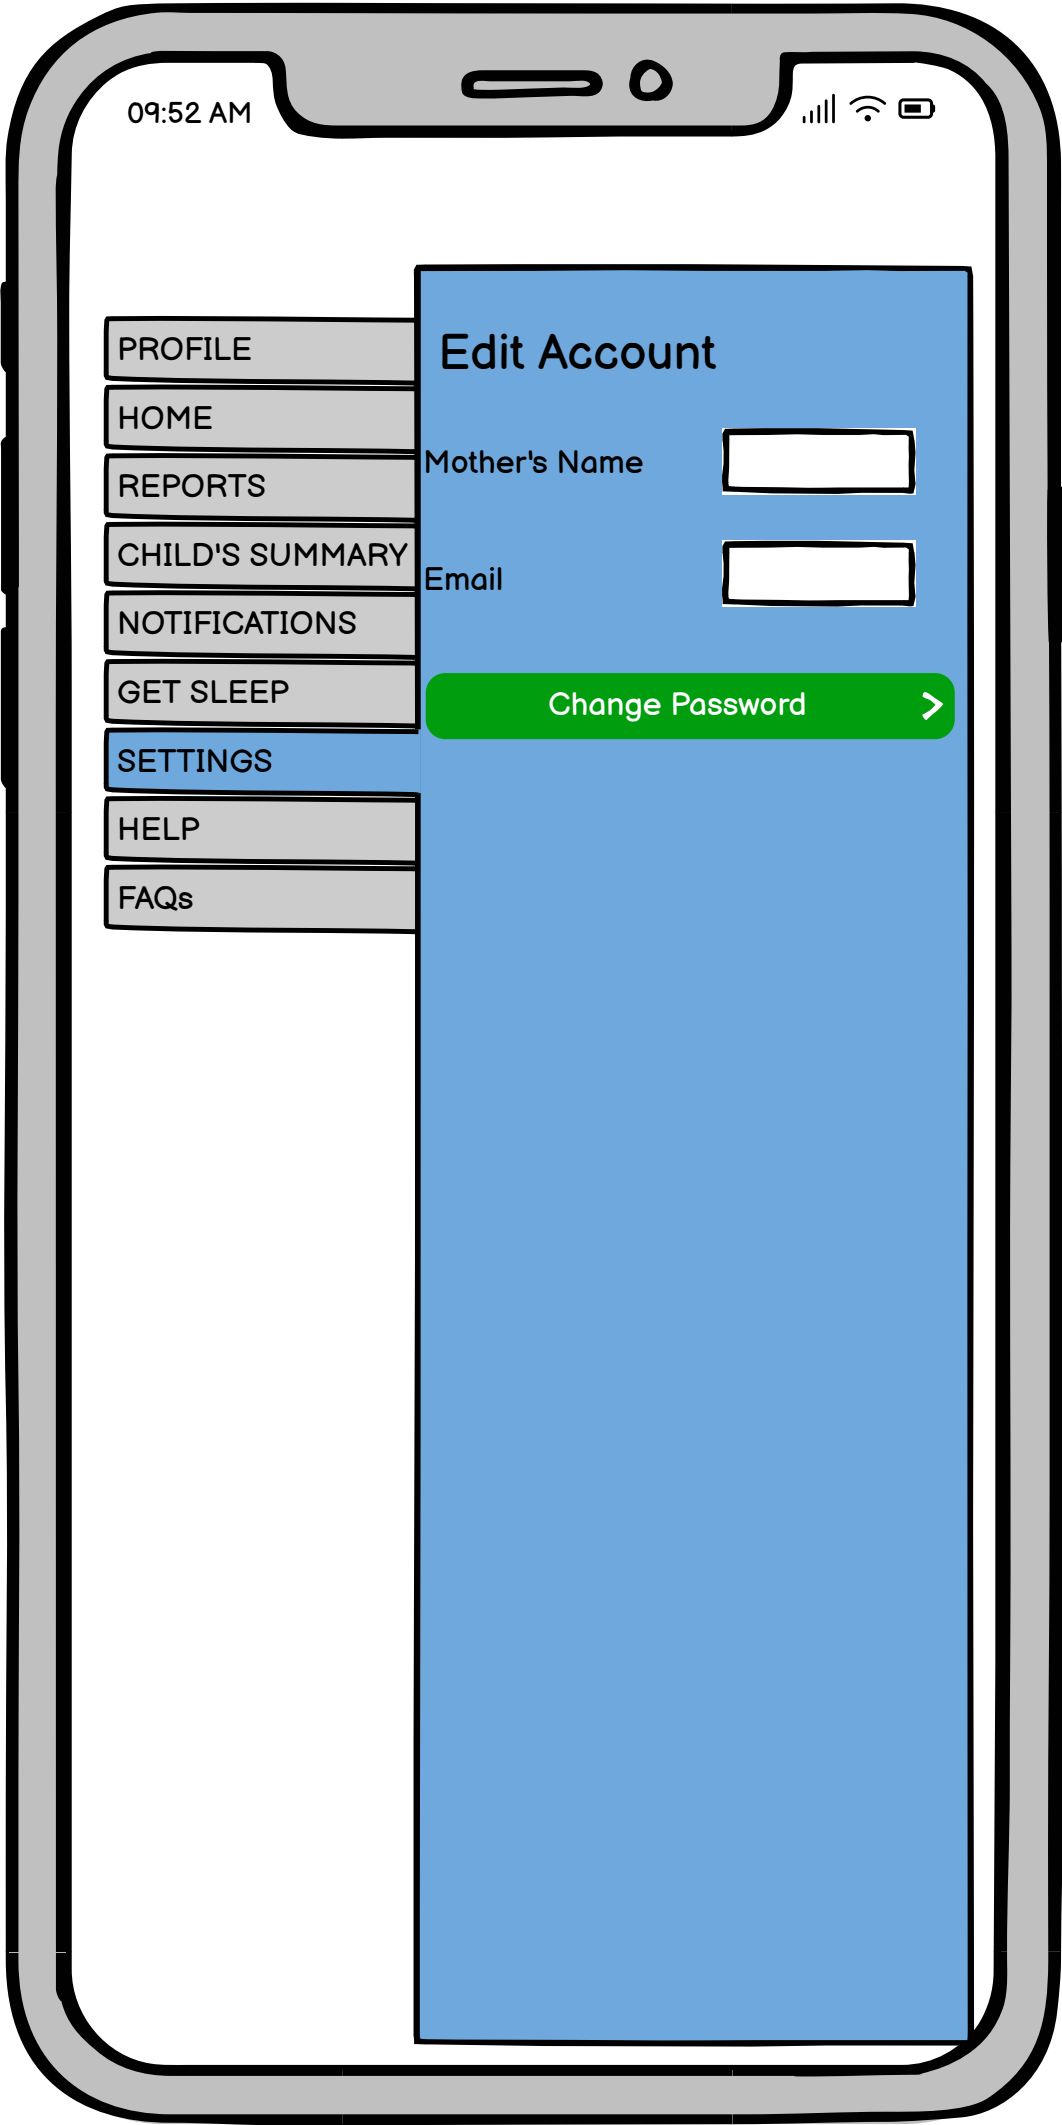 09:52 AM
PROFILE
HOME
REPORTS
CHILD'S SUMMARY
NOTIFICATIONS
GET SLEEP
SETTINGS
HELP
FAQs
Edit Account
Mother's Name
Email
Change Password